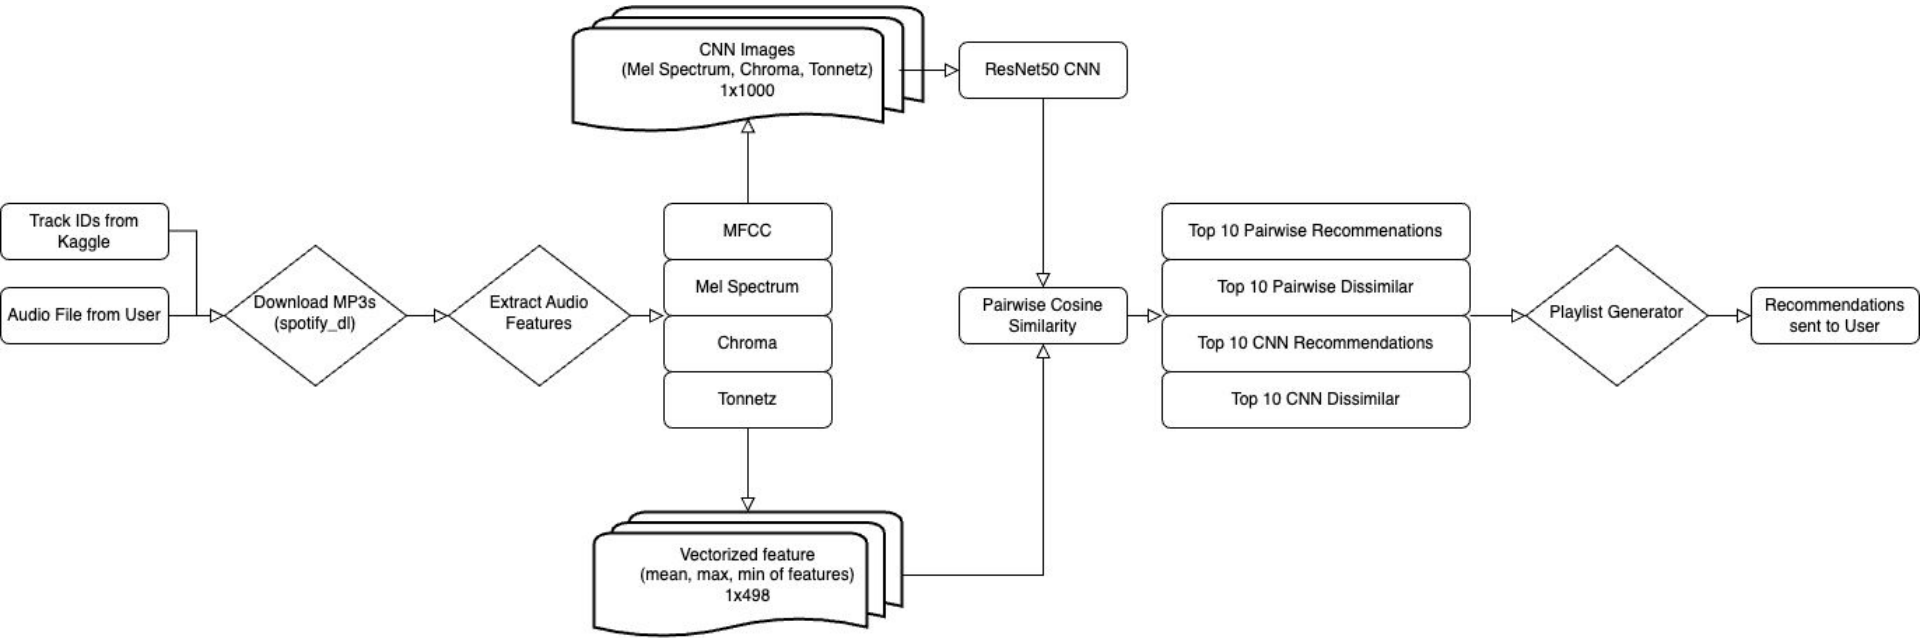 Track IDs from
Kaggle
Audio File from User
Download MP3s
(spotify_dl)
Extract Audio
Features
CNN Images
(Mel Spectrum, Chroma, Tonnetz)
1x1000
MFCC
Mel Spectrum
Chroma
Tonnetz
Vectorized feature
(mean, max, min of features)
1x498
ResNet50 CNN
Pairwise Cosine
Similarity
Top 10 Pairwise Recommenations
Top 10 Pairwise Dissimilar
Top 10 CNN Recommendations
Top 10 CNN Dissimilar
Playlist Generator
Recommendations
sent to User